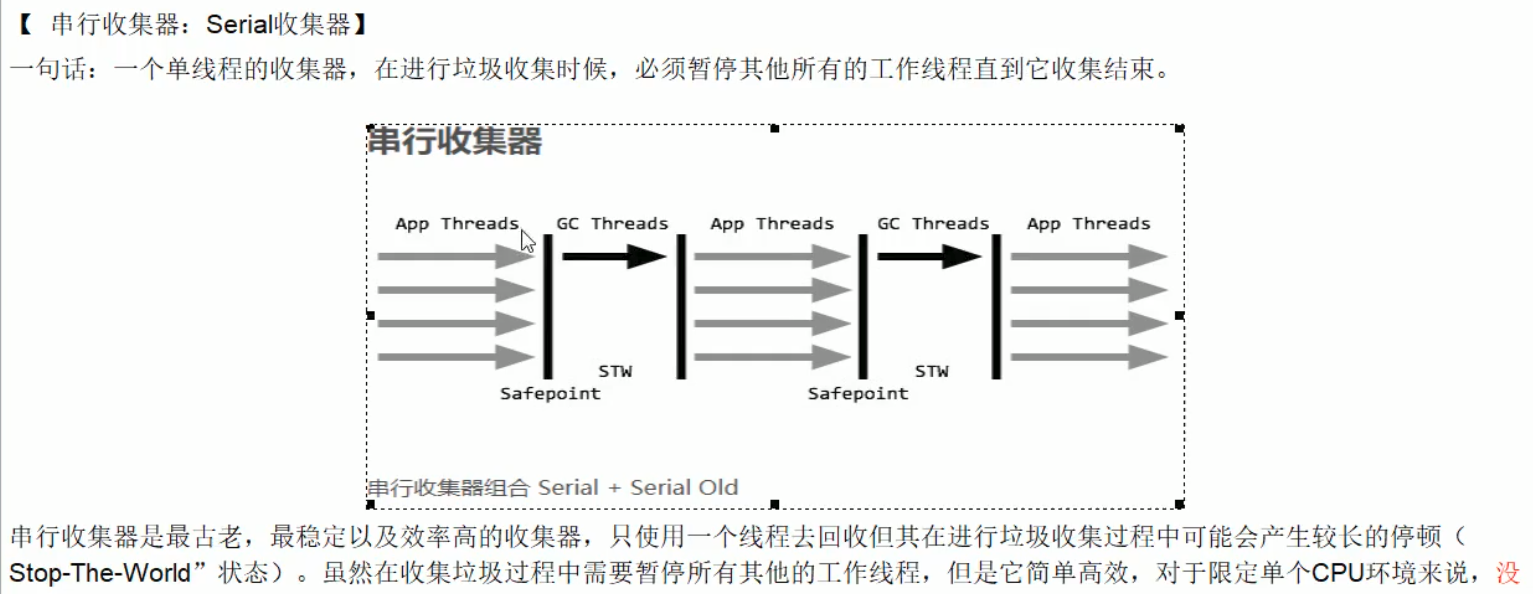 【 串行收集器：Serial收集器】
一句话：一个单线程的收集器，在进行垃圾收集时候，必须暂停其他所有的工作线程直到它收集结束。
串行收集器
App Threads GC Threads App Threads GC Threads App Threads
STW STW
Safepoint Safepoint
串行收集器组合 Serial + Serial Old
串行收集器是最古老，最稳定以及效率高的收集器，只使用一个线程去回收但其在进行垃圾收集过程中可能会产生较长的停顿（
Stop-The-World”状态）。虽然在收集垃圾过程中需要暂停所有其他的工作线程，但是它简单高效，对于限定单个CPU环境来说，没